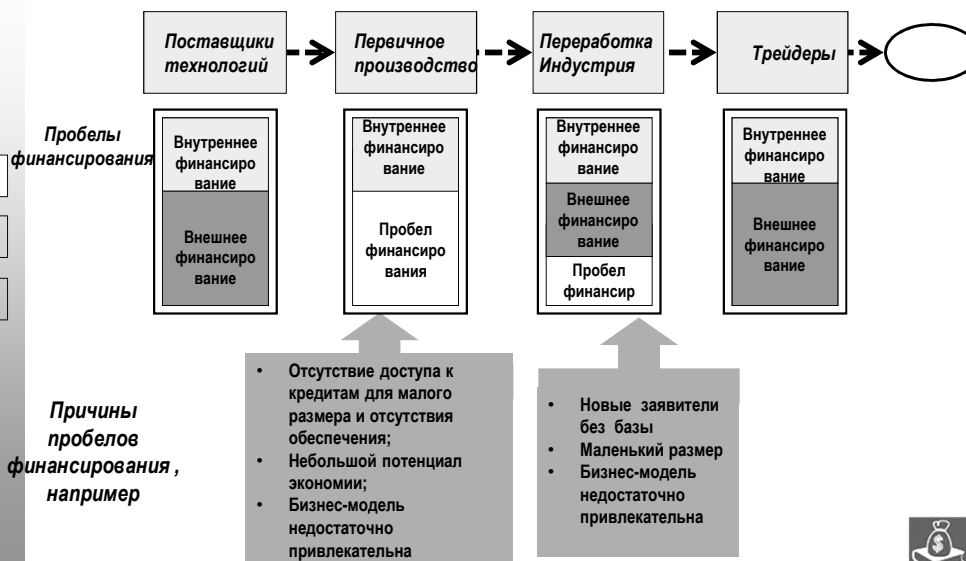 Поставщики
технологий
Первичное
производство
Переработка
Индустрия
Трейдеры
Пробелы
финансирования
Внутреннее
финансиро
вание
Внешнее
финансиро
вание
Внутреннее
финансиро
вание
Пробел
финансиро
вания
Внутреннее
финансиро
вание
Внешнее
финансиро
вание
Пробел
финансир
Внутреннее
финансиро
вание
Внешнее
финансиро
вание
Причины
пробелов
финансирования ,
например
• Отсутствие доступа к
кредитам для малого
размера и отсутствия
обеспечения;
• Небольшой потенциал
экономии;
• Бизнес-модель
недостаточно
привлекательна
• Новые заявители
без базы
• Маленький размер
• Бизнес-модель
недостаточно
привлекательна
$